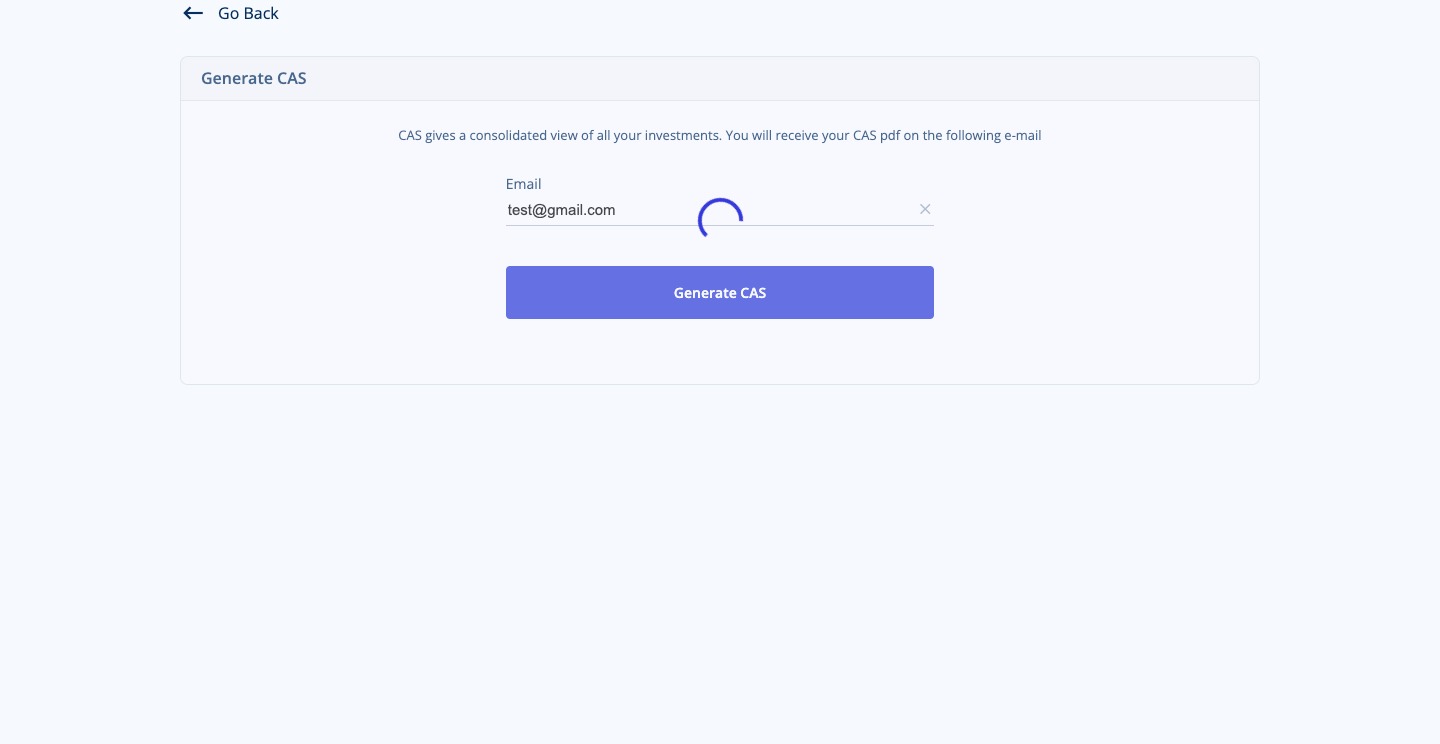 Go Back
Generate CAS
CAS gives a consolidated view of all your investments. You will receive your CAS pdf on the following e-mail
Email
test@gmail.com
Generate CAS